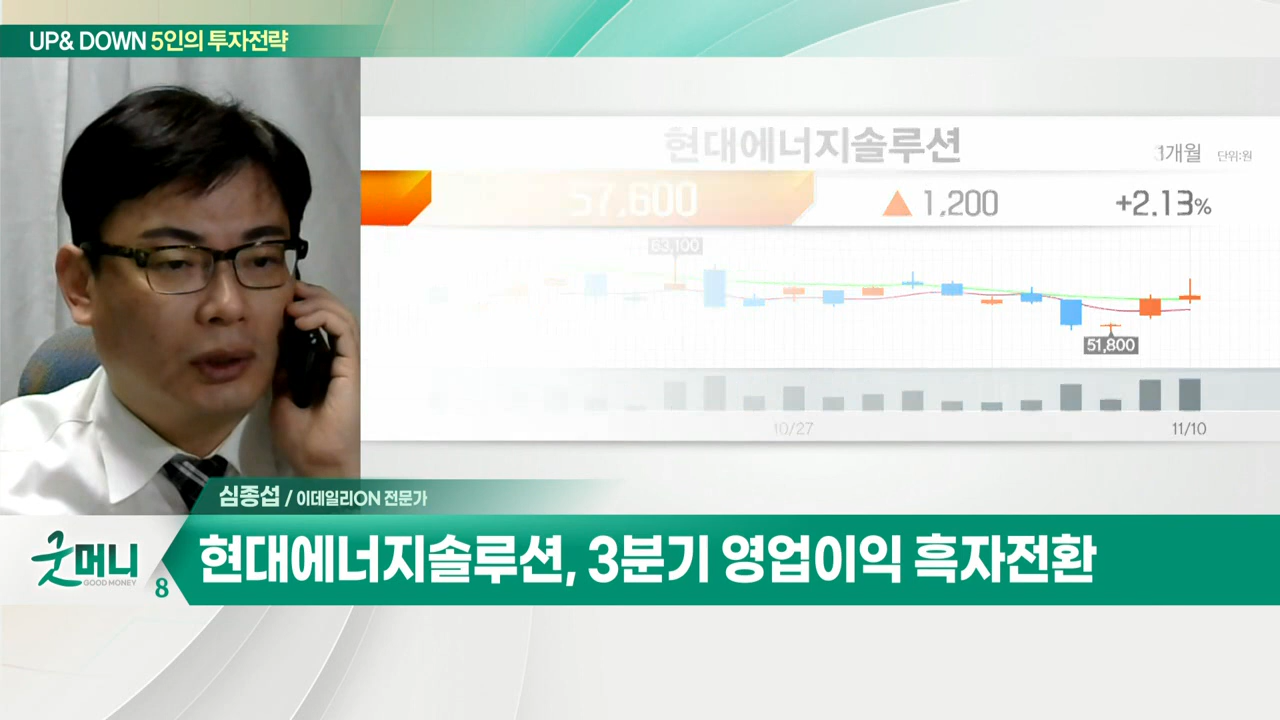 UP& DOWN 5인의 투자전략
현대에너지솔루션
1개월 단위:원
57,600 ▲ 1,200 +2.13%
63,100
51,800
10/27 11/10
심종섭 / 이데일리ON 전문가
굿머니
GOOD MONEY
8
현대에너지솔루션, 3분기 영업이익 흑자전환